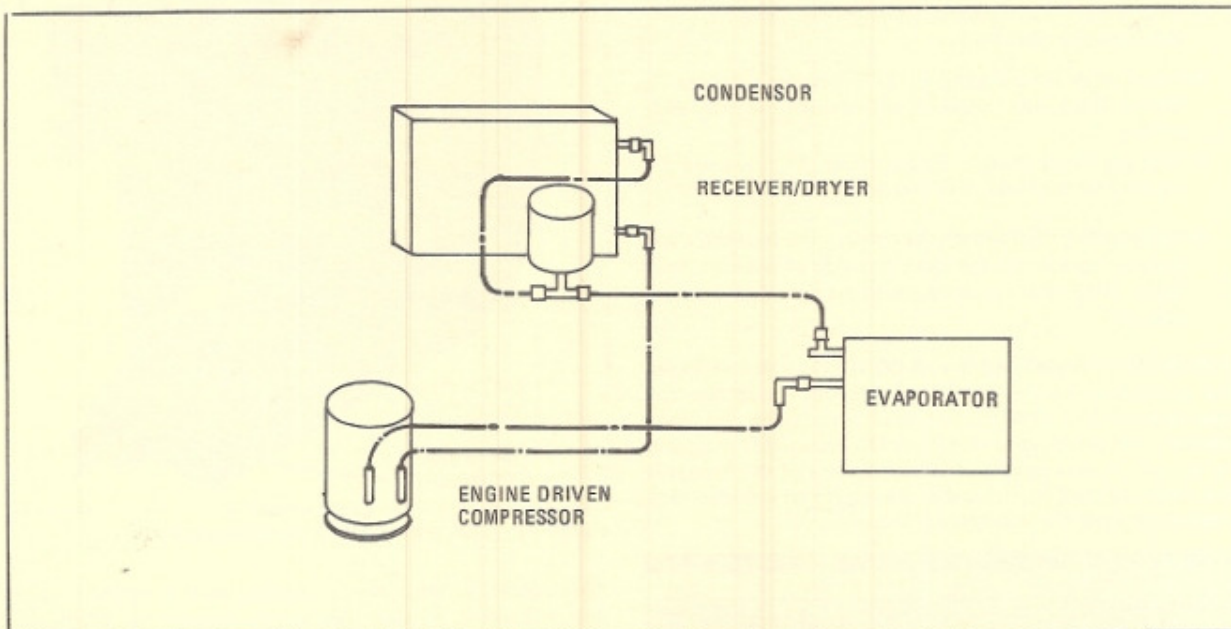 CONDENSOR
RECEIVER/DRYER
EVAPORATOR
ENGINE DRIVEN
COMPRESSOR